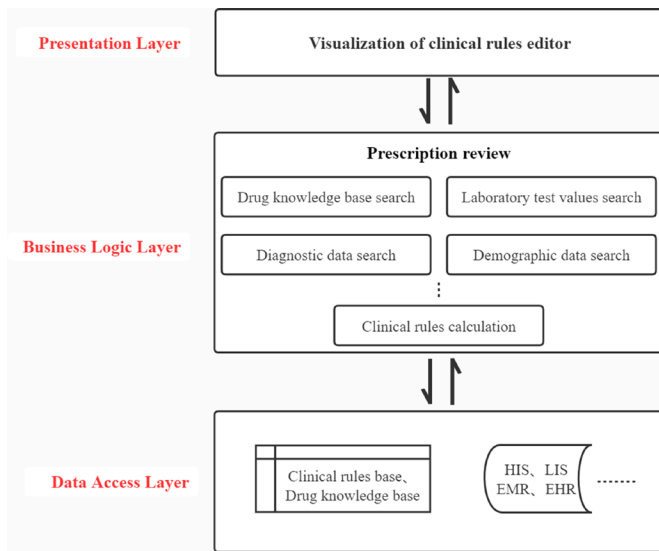 Presentation Layer
Visualization of clinical rules editor
Prescription review
Drug knowledge base search
Laboratory test values search
Business Logic Layer
Diagnostic data search
Demographic data search
⋮
Clinical rules calculation
Data Access Layer
Clinical rules base、
Drug knowledge base
HIS、LIS
EMR、EHR
.......